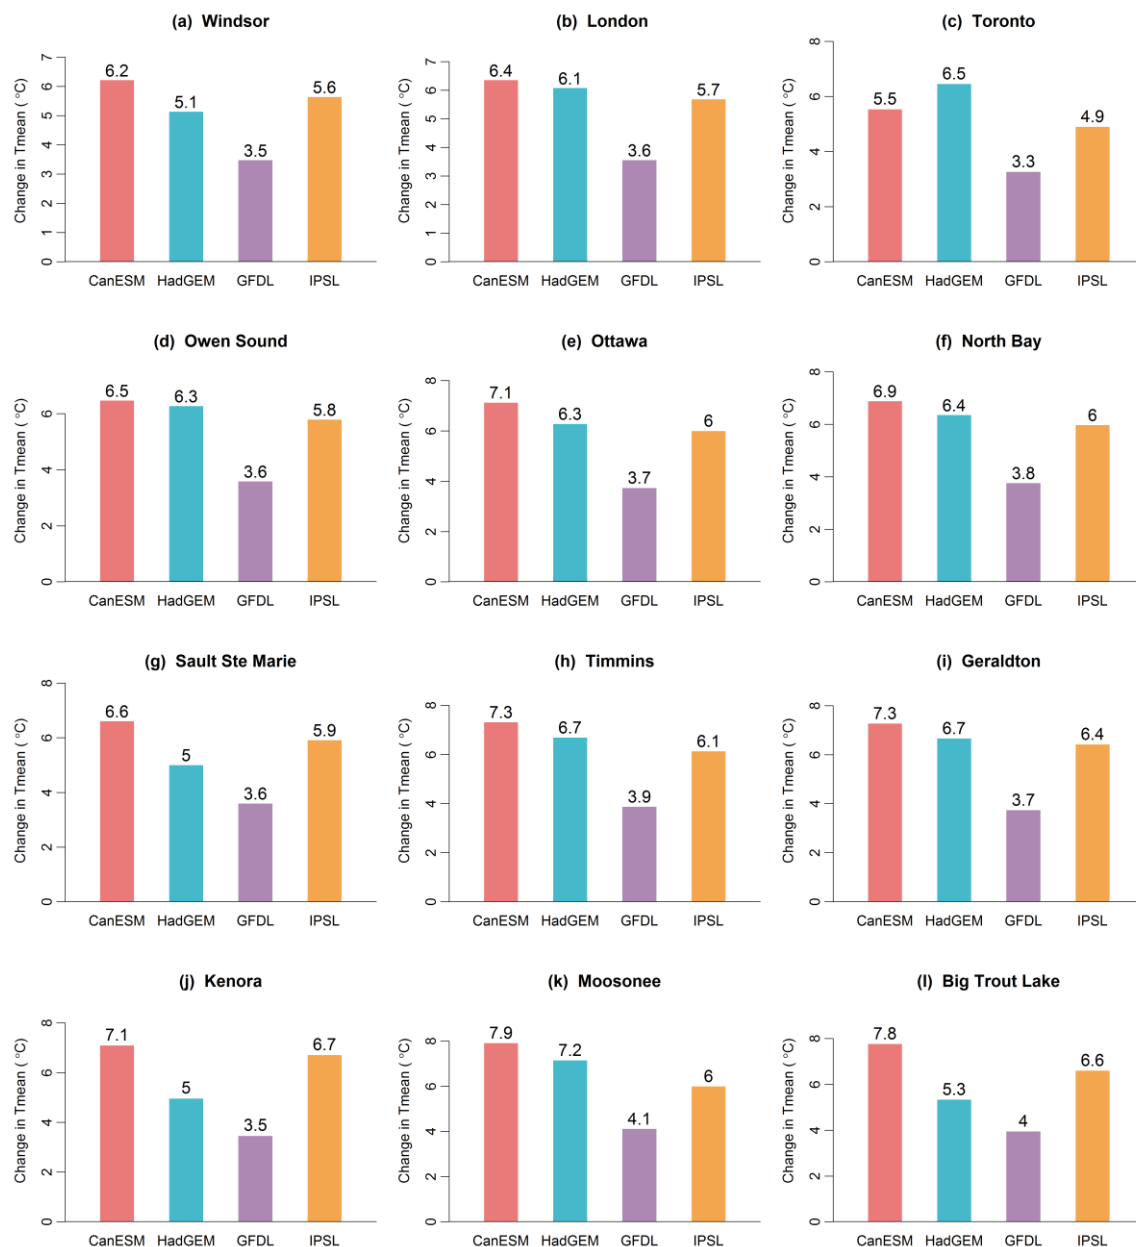 (a) Windsor
Change in Tmean ( °C)
0 1 2 3 4 5 6 7
6.2 5.1 3.5 5.6
CanESM HadGEM GFDL IPSL
(b) London
Change in Tmean ( °C)
0 1 2 3 4 5 6 7
6.4 6.1 3.6 5.7
CanESM HadGEM GFDL IPSL
(c) Toronto
Change in Tmean ( °C)
0 2 4 6 8
5.5 6.5 3.3 4.9
CanESM HadGEM GFDL IPSL
(d) Owen Sound
Change in Tmean ( °C)
0 2 4 6
6.5 6.3 3.6 5.8
CanESM HadGEM GFDL IPSL
(e) Ottawa
Change in Tmean ( °C)
0 2 4 6 8
7.1 6.3 3.7 6
CanESM HadGEM GFDL IPSL
(f) North Bay
Change in Tmean ( °C)
0 2 4 6 8
6.9 6.4 3.8 6
CanESM HadGEM GFDL IPSL
(g) Sault Ste Marie
Change in Tmean ( °C)
0 2 4 6 8
6.6 5 3.6 5.9
CanESM HadGEM GFDL IPSL
(h) Timmins
Change in Tmean ( °C)
0 2 4 6 8
7.3 6.7 3.9 6.1
CanESM HadGEM GFDL IPSL
(i) Geraldton
Change in Tmean ( °C)
0 2 4 6 8
7.3 6.7 3.7 6.4
CanESM HadGEM GFDL IPSL
(j) Kenora
Change in Tmean ( °C)
0 2 4 6 8
7.1 5 3.5 6.7
CanESM HadGEM GFDL IPSL
(k) Moosonee
Change in Tmean ( °C)
0 2 4 6 8
7.9 7.2 4.1 6
CanESM HadGEM GFDL IPSL
(l) Big Trout Lake
Change in Tmean ( °C)
0 2 4 6 8
7.8 5.3 4 6.6
CanESM HadGEM GFDL IPSL